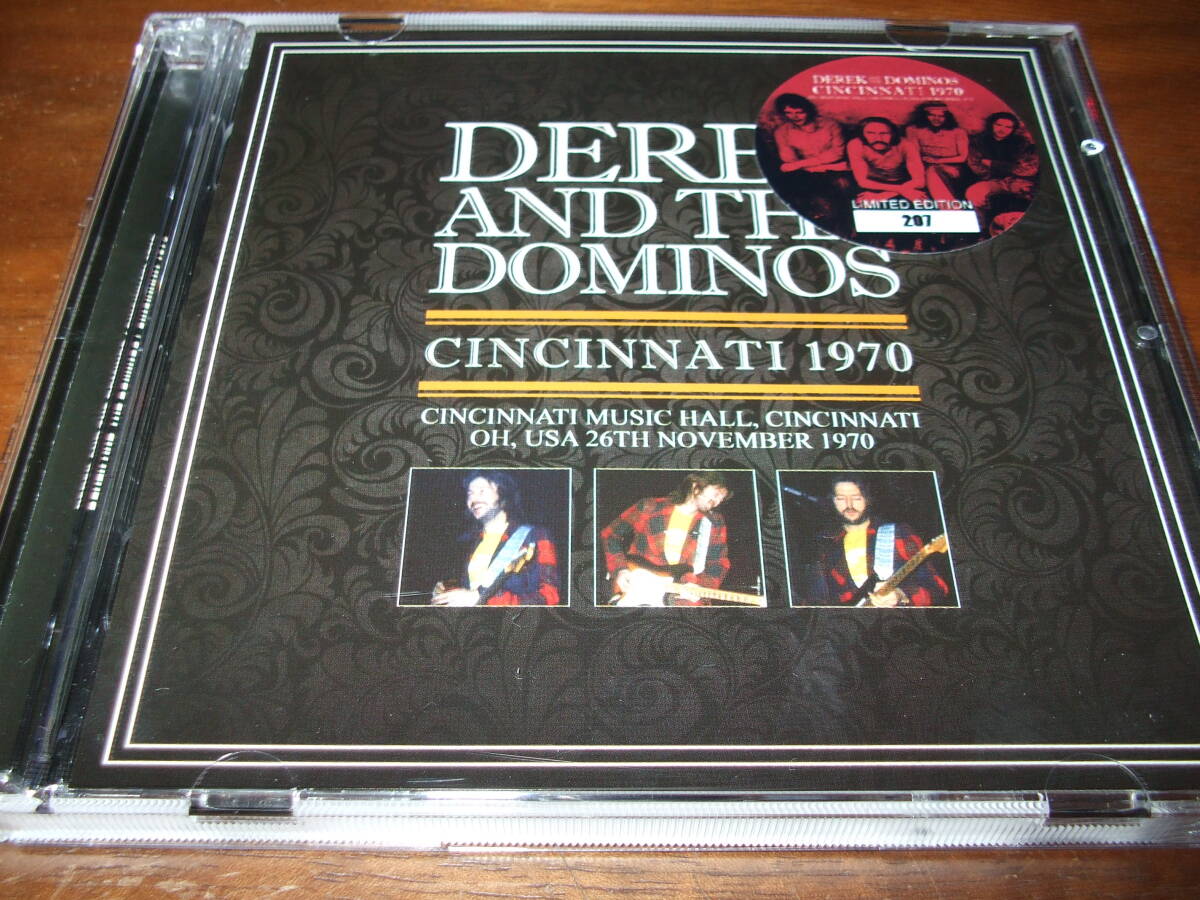 DEREK
AND THE
DOMINOS
CINCINNATI 1970
CINCINNATI MUSIC HALL, CINCINNATI
OH, USA 26TH NOVEMBER 1970
DEREK AND THE DOMINOS
CINCINNATI 1970
LIMITED EDITION
207